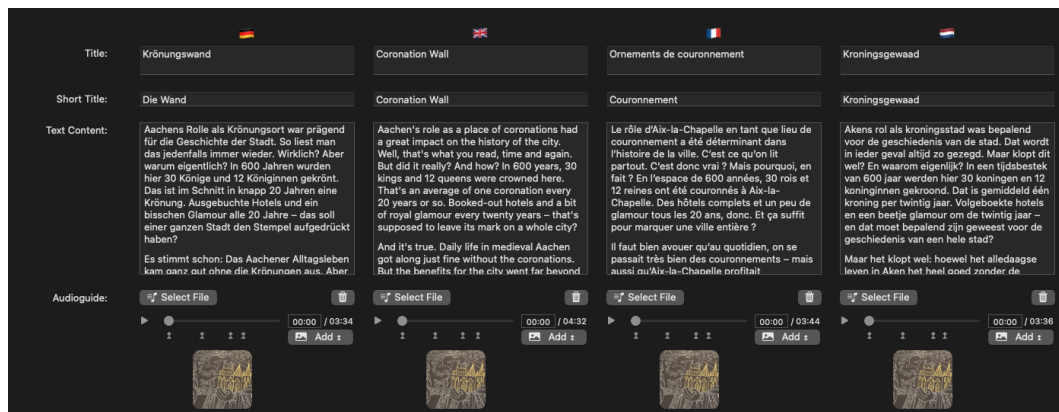 Title:
Krönungswand
Coronation Wall
Ornements de couronnement
Kroningsgewaad
Short Title:
Die Wand
Coronation Wall
Couronnement
Kroningsgewaad
Text Content:
Aachens Rolle als Krönungsort war prägend
für die Geschichte der Stadt. So liest man
das jedenfalls immer wieder. Wirklich? Aber
warum eigentlich? In 600 Jahren wurden
hier 30 Könige und 12 Königinnen gekrönt.
Das ist im Schnitt in knapp 20 Jahren eine
Krönung. Ausgebuchte Hotels und ein
bisschen Glamour alle 20 Jahre – das soll
einer ganzen Stadt den Stempel aufgedrückt
haben?
Es stimmt schon: Das Aachener Alltagsleben
kam ganz gut ohne die Krönungen aus. Aber
Aachen's role as a place of coronations had
a great impact on the history of the city.
Well, that's what you read, time and again.
But did it really? And how? In 600 years, 30
kings and 12 queens were crowned here.
That's an average of one coronation every
20 years or so. Booked-out hotels and a bit
of royal glamour every twenty years – that's
supposed to leave its mark on a whole city?
And it's true. Daily life in medieval Aachen
got along just fine without the coronations.
But the benefits for the city went far beyond
Le rôle d'Aix-la-Chapelle en tant que lieu de
couronnement a été déterminant dans
l'histoire de la ville. C'est ce qu'on lit
partout. C'est donc vrai ? Mais pourquoi, en
fait ? En l'espace de 600 années, 30 rois et
12 reines ont été couronnés à Aix-la-
Chapelle. Des hôtels complets et un peu de
glamour tous les 20 ans, donc. Et ça suffit
pour marquer une ville entière ?
Il faut bien avouer qu'au quotidien, on se
passait très bien des couronnements – mais
aussi qu'Aix-la-Chapelle profitait
Akens rol als kroningsstad was bepalend
voor de geschiedenis van de stad. Dat wordt
in ieder geval altijd zo gezegd. Maar klopt dit
wel? En waarom eigenlijk? In een tijdsbestek
van 600 jaar werden hier 30 koningen en 12
koninginnen gekroond. Dat is gemiddeld één
kroning per twintig jaar. Volgeboekte hotels
en een beetje glamour om de twintig jaar –
en dat moet bepalend zijn geweest voor de
geschiedenis van een hele stad?
Maar het klopt wel: hoewel het alledaagse
leven in Aken het heel goed zonder de
Audioguide:
Select File
Select File
Select File
Select File
00:00 / 03:34
00:00 / 04:32
00:00 / 03:44
00:00 / 03:36
Add
Add
Add
Add